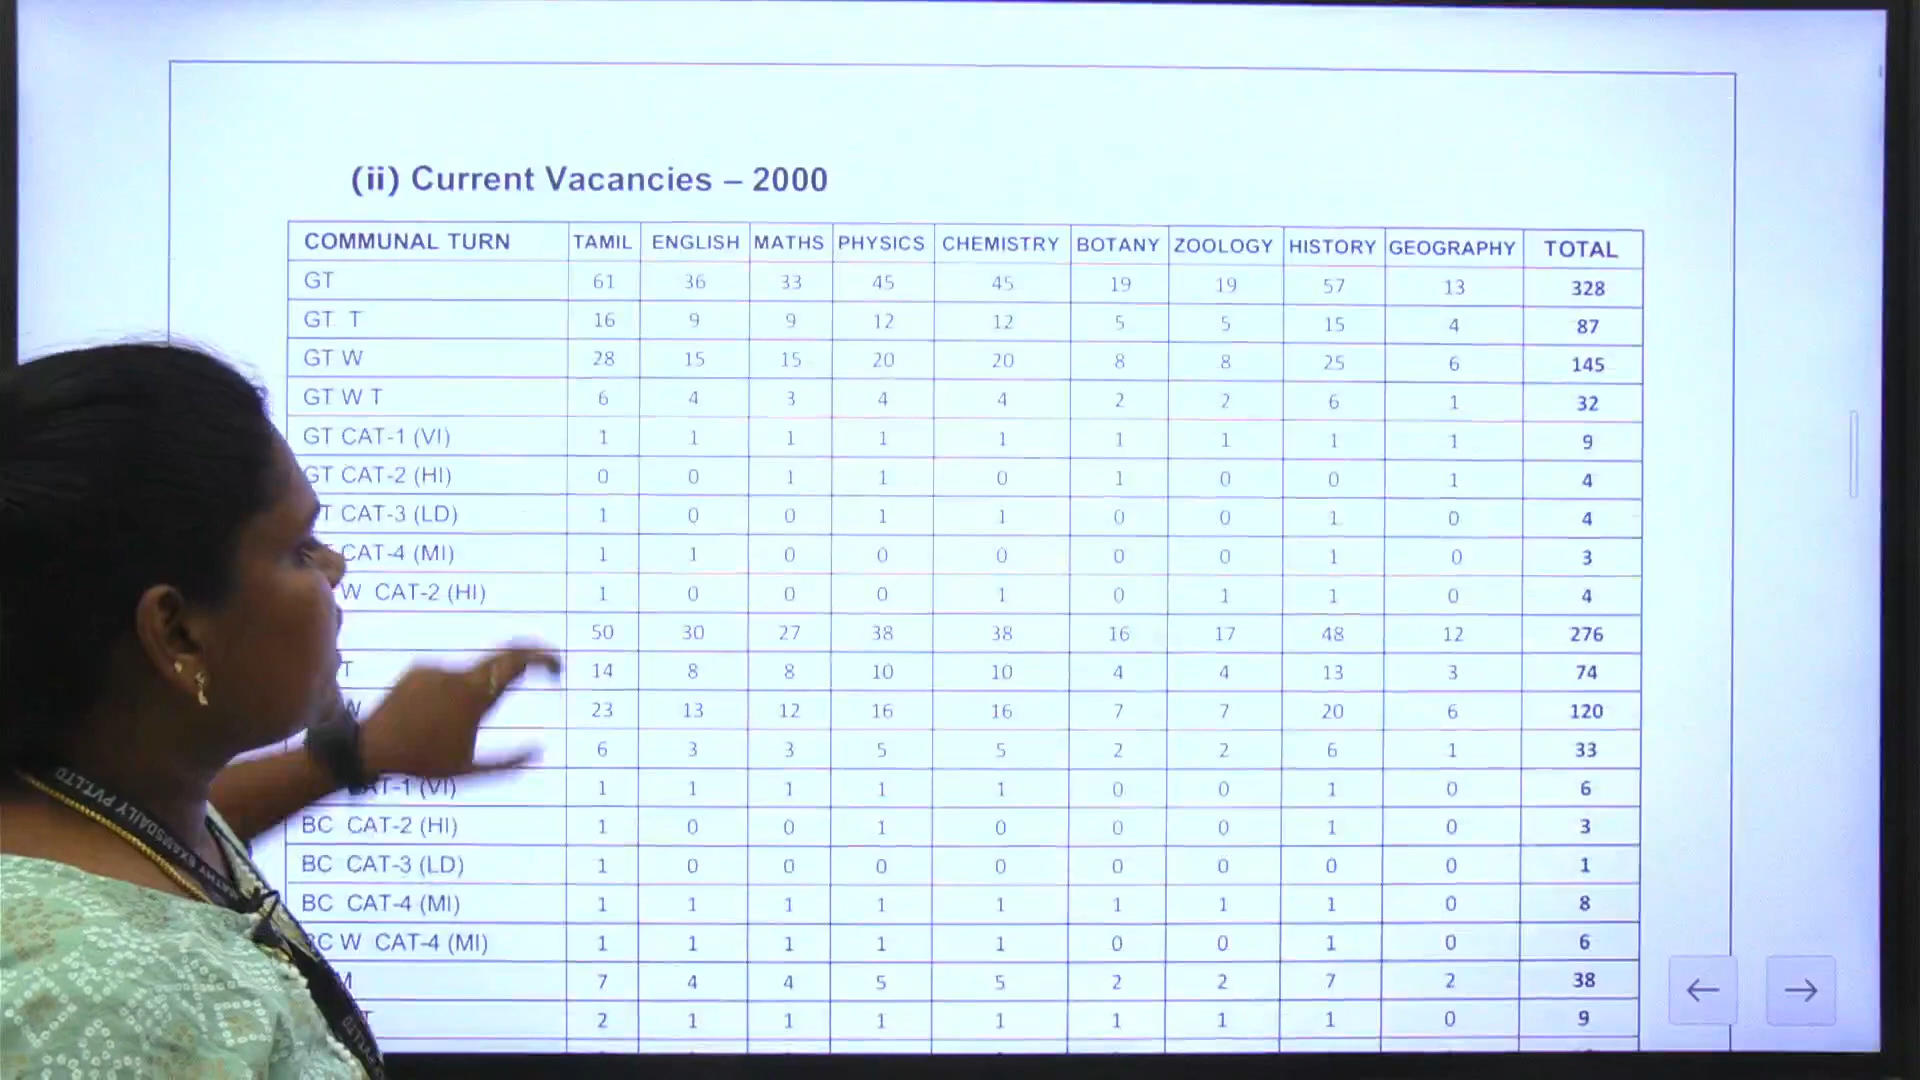 (ii) Current Vacancies – 2000
COMMUNAL TURN TAMIL ENGLISH MATHS PHYSICS CHEMISTRY BOTANY ZOOLOGY HISTORY GEOGRAPHY TOTAL
GT 61 36 33 45 45 19 19 57 13 328
GT T 16 9 9 12 12 5 5 15 4 87
GT W 28 15 15 20 20 8 8 25 6 145
GT W T 6 4 3 4 4 2 2 6 1 32
GT CAT-1 (VI) 1 1 1 1 1 1 1 1 1 9
GT CAT-2 (HI) 0 0 1 1 0 1 0 0 1 4
T CAT-3 (LD) 1 0 0 1 1 0 0 1 0 4
CAT-4 (MI) 1 1 0 0 0 0 0 1 0 3
W CAT-2 (HI) 1 0 0 0 1 0 1 1 0 4
50 30 27 38 38 16 17 48 12 276
T 14 8 8 10 10 4 4 13 3 74
W 23 13 12 16 16 7 7 20 6 120
6 3 3 5 5 2 2 6 1 33
AT-1 (VI) 1 1 1 1 1 0 0 1 0 6
BC CAT-2 (HI) 1 0 0 1 0 0 0 1 0 3
BC CAT-3 (LD) 1 0 0 0 0 0 0 0 0 1
BC CAT-4 (MI) 1 1 1 1 1 1 1 1 0 8
BC W CAT-4 (MI) 1 1 1 1 1 0 0 1 0 6
M 7 4 4 5 5 2 2 7 2 38
T 2 1 1 1 1 1 1 1 0 9
EXAMSDAILY PVT.LTD